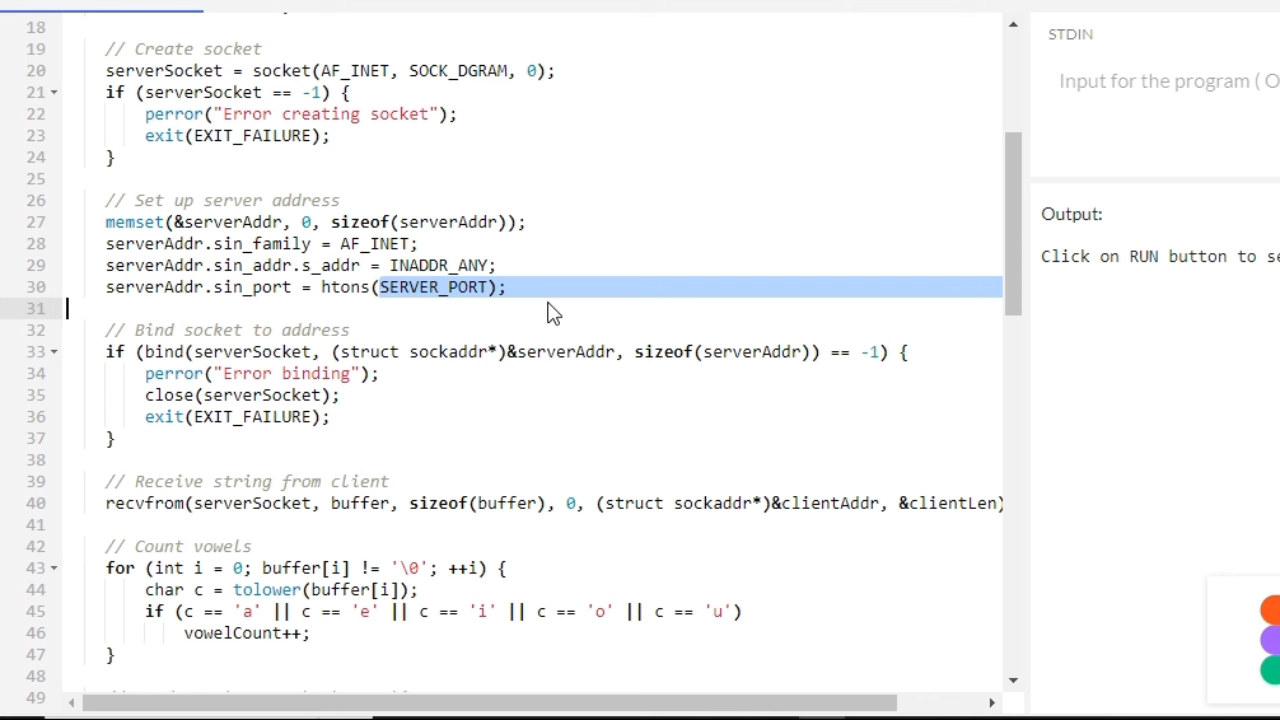 18
19 // Create socket
20 serverSocket = socket(AF_INET, SOCK_DGRAM, 0);
21 if (serverSocket == -1) {
22 perror("Error creating socket");
23 exit(EXIT_FAILURE);
24 }
25
26 // Set up server address
27 memset(&serverAddr, 0, sizeof(serverAddr));
28 serverAddr.sin_family = AF_INET;
29 serverAddr.sin_addr.s_addr = INADDR_ANY;
30 serverAddr.sin_port = htons(SERVER_PORT);
31
32 // Bind socket to address
33 if (bind(serverSocket, (struct sockaddr*)&serverAddr, sizeof(serverAddr)) == -1) {
34 perror("Error binding");
35 close(serverSocket);
36 exit(EXIT_FAILURE);
37 }
38
39 // Receive string from client
40 recvfrom(serverSocket, buffer, sizeof(buffer), 0, (struct sockaddr*)&clientAddr, &clientLen)
41
42 // Count vowels
43 for (int i = 0; buffer[i] != '\0'; ++i) {
44 char c = tolower(buffer[i]);
45 if (c == 'a' || c == 'e' || c == 'i' || c == 'o' || c == 'u')
46 vowelCount++;
47 }
48
49
STDIN
Input for the program ( O
Output:
Click on RUN button to se